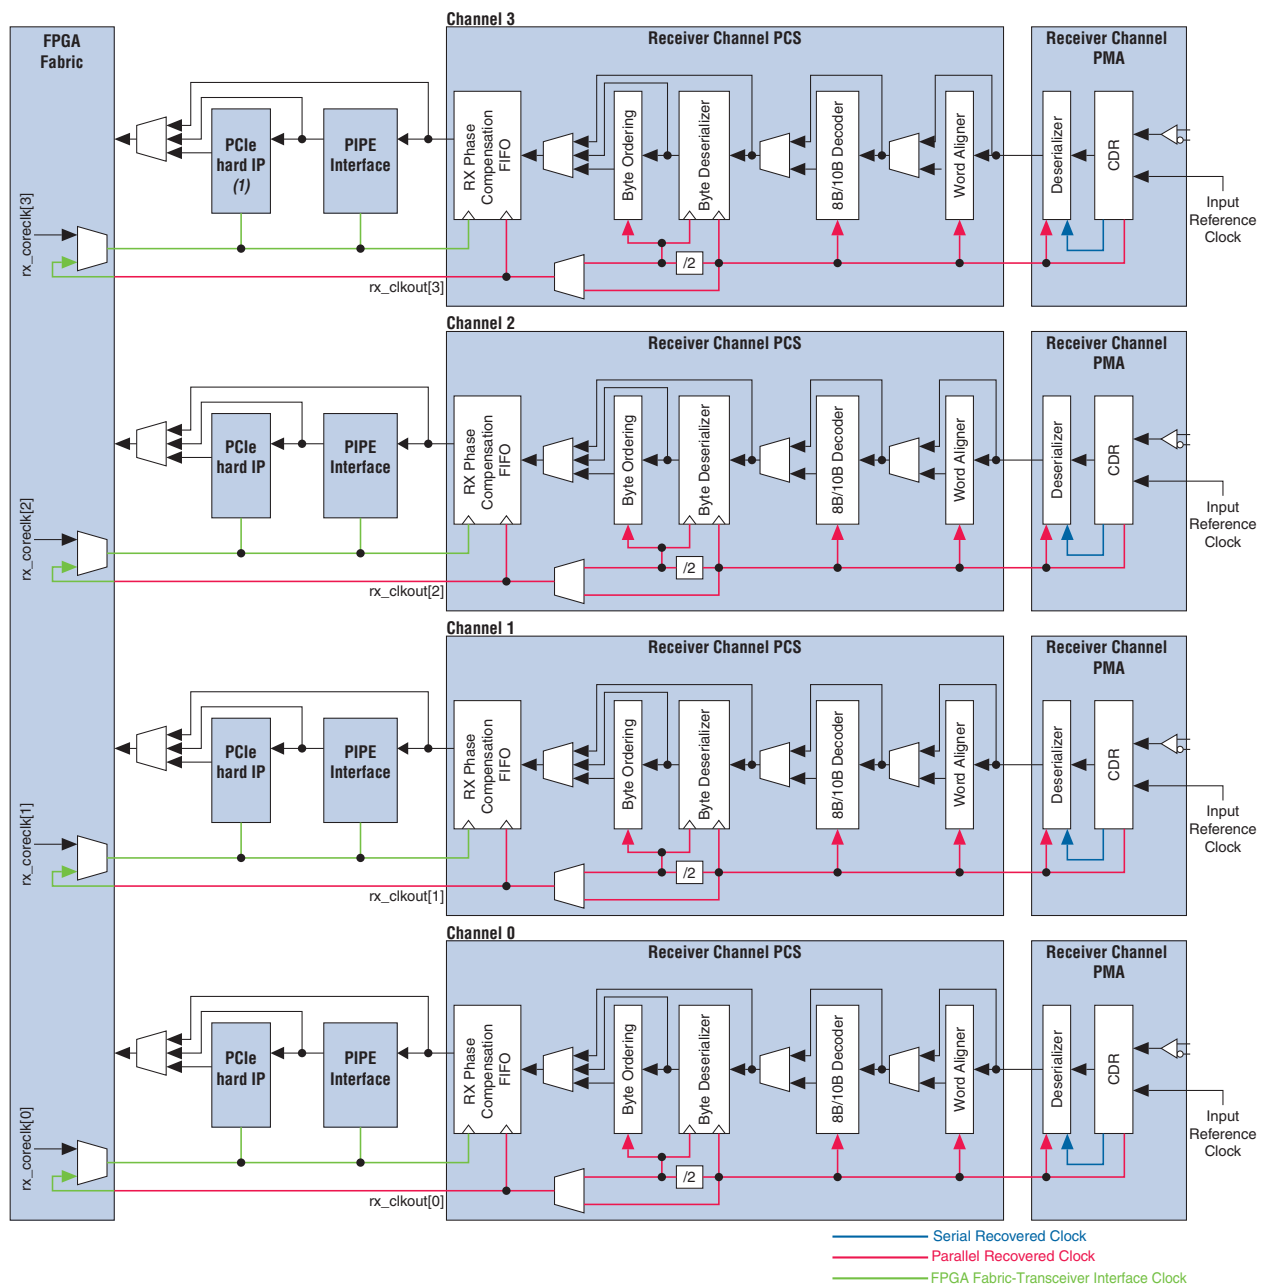 Channel 3
FPGA
Fabric
Receiver Channel PCS
Receiver Channel
PMA
PCIe
hard IP
(1)
PIPE
Interface
RX Phase
Compensation
FIFO
Byte Ordering
Byte Deserializer
8B/10B Decoder
Word Aligner
Deserializer
CDR
Input
Reference
Clock
rx_coreclk[3]
/2
rx_clkout[3]
Channel 2
Receiver Channel PCS
Receiver Channel
PMA
PCIe
hard IP
PIPE
Interface
RX Phase
Compensation
FIFO
Byte Ordering
Byte Deserializer
8B/10B Decoder
Word Aligner
Deserializer
CDR
Input
Reference
Clock
rx_coreclk[2]
/2
rx_clkout[2]
Channel 1
Receiver Channel PCS
Receiver Channel
PMA
PCIe
hard IP
PIPE
Interface
RX Phase
Compensation
FIFO
Byte Ordering
Byte Deserializer
8B/10B Decoder
Word Aligner
Deserializer
CDR
Input
Reference
Clock
rx_coreclk[1]
/2
rx_clkout[1]
Channel 0
Receiver Channel PCS
Receiver Channel
PMA
PCIe
hard IP
PIPE
Interface
RX Phase
Compensation
FIFO
Byte Ordering
Byte Deserializer
8B/10B Decoder
Word Aligner
Deserializer
CDR
Input
Reference
Clock
rx_coreclk[0]
/2
rx_clkout[0]
Serial Recovered Clock
Parallel Recovered Clock
FPGA Fabric-Transceiver Interface Clock